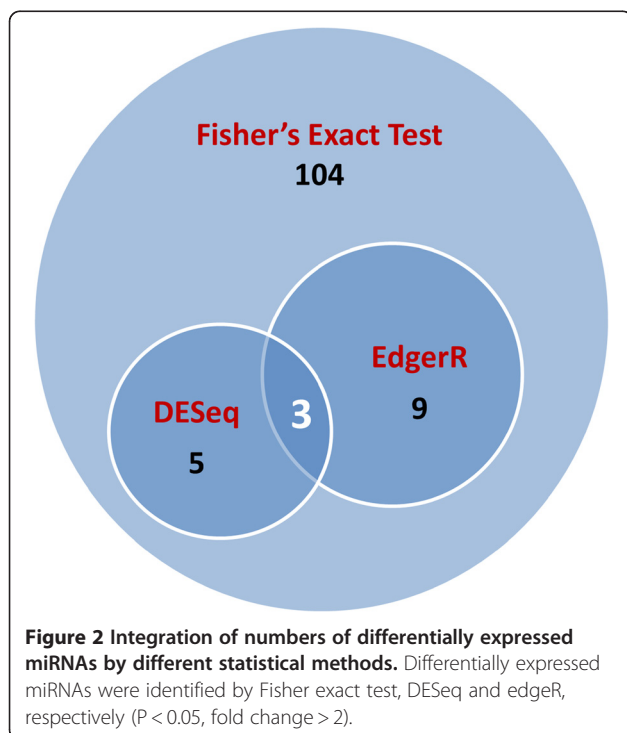 Fisher's Exact Test
104
EdgerR
9
DESeq
3
5
Figure 2 Integration of numbers of differentially expressed
miRNAs by different statistical methods. Differentially expressed
miRNAs were identified by Fisher exact test, DESeq and edgeR,
respectively (P < 0.05, fold change > 2).